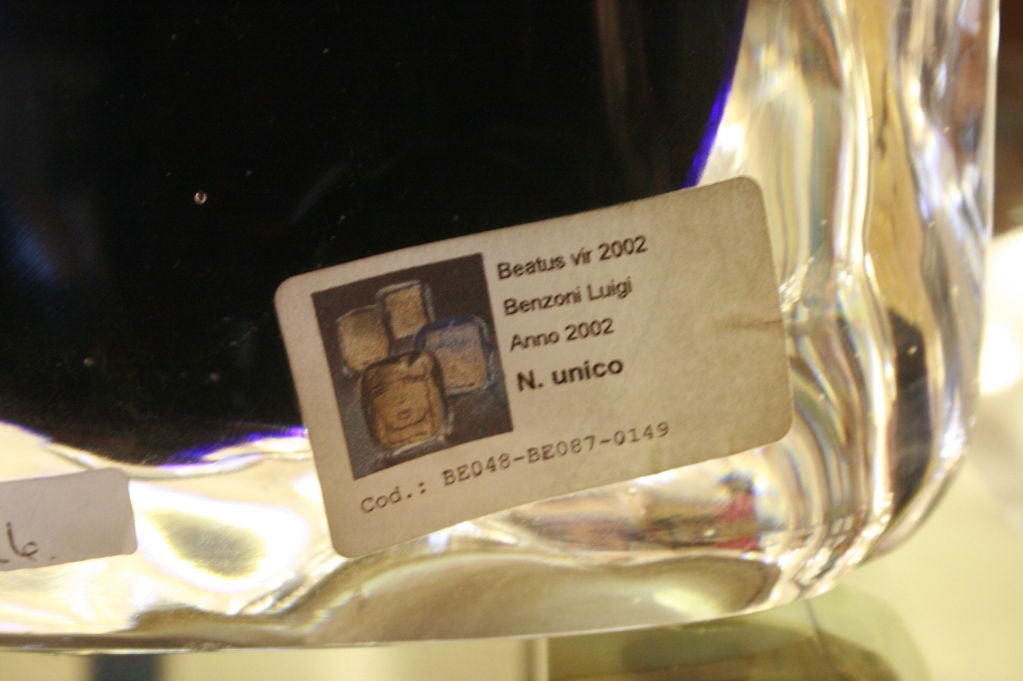 Beatus vir 2002
Benzoni Luigi
Anno 2002
N. unico
Cod.: BE048-BE087-0149